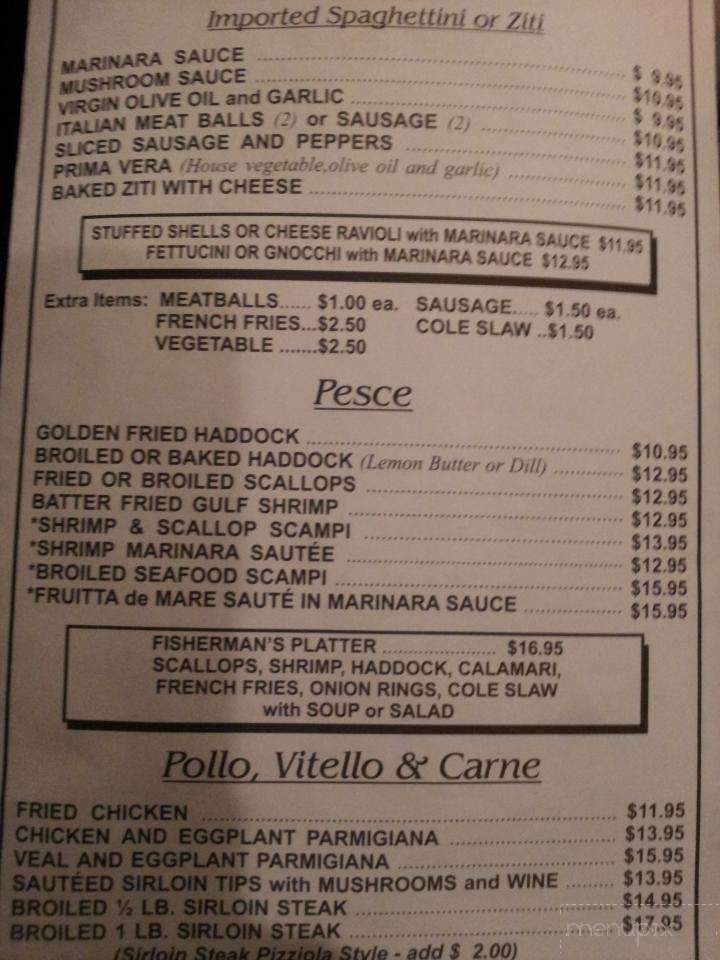 Imported Spaghettini or Ziti
MARINARA SAUCE ..... $ 9.95
MUSHROOM SAUCE ..... $10.95
VIRGIN OLIVE OIL and GARLIC ..... $ 9.95
ITALIAN MEAT BALLS (2) or SAUSAGE (2) ..... $10.95
SLICED SAUSAGE AND PEPPERS ..... $11.95
PRIMA VERA (House vegetable,olive oil and garlic) ..... $11.95
BAKED ZITI WITH CHEESE ..... $11.95
STUFFED SHELLS OR CHEESE RAVIOLI with MARINARA SAUCE $11.95
FETTUCINI OR GNOCCHI with MARINARA SAUCE $12.95
Extra Items: MEATBALLS...... $1.00 ea. SAUSAGE..... $1.50 ea.
FRENCH FRIES...$2.50 COLE SLAW ..$1.50
VEGETABLE .......$2.50
Pesce
GOLDEN FRIED HADDOCK ..... $10.95
BROILED OR BAKED HADDOCK (Lemon Butter or Dill) ..... $12.95
FRIED OR BROILED SCALLOPS ..... $12.95
BATTER FRIED GULF SHRIMP ..... $12.95
*SHRIMP & SCALLOP SCAMPI ..... $13.95
*SHRIMP MARINARA SAUTÉE ..... $12.95
*BROILED SEAFOOD SCAMPI ..... $15.95
*FRUITTA de MARE SAUTÉ IN MARINARA SAUCE ..... $15.95
FISHERMAN'S PLATTER ..... $16.95
SCALLOPS, SHRIMP, HADDOCK, CALAMARI,
FRENCH FRIES, ONION RINGS, COLE SLAW
with SOUP or SALAD
Pollo, Vitello & Carne
FRIED CHICKEN ..... $11.95
CHICKEN AND EGGPLANT PARMIGIANA ..... $13.95
VEAL AND EGGPLANT PARMIGIANA ..... $15.95
SAUTÉED SIRLOIN TIPS with MUSHROOMS and WINE ..... $13.95
BROILED ½ LB. SIRLOIN STEAK ..... $14.95
BROILED 1 LB. SIRLOIN STEAK ..... $17.95
(Sirloin Steak Pizziola Style - add $ 2.00)
menupix